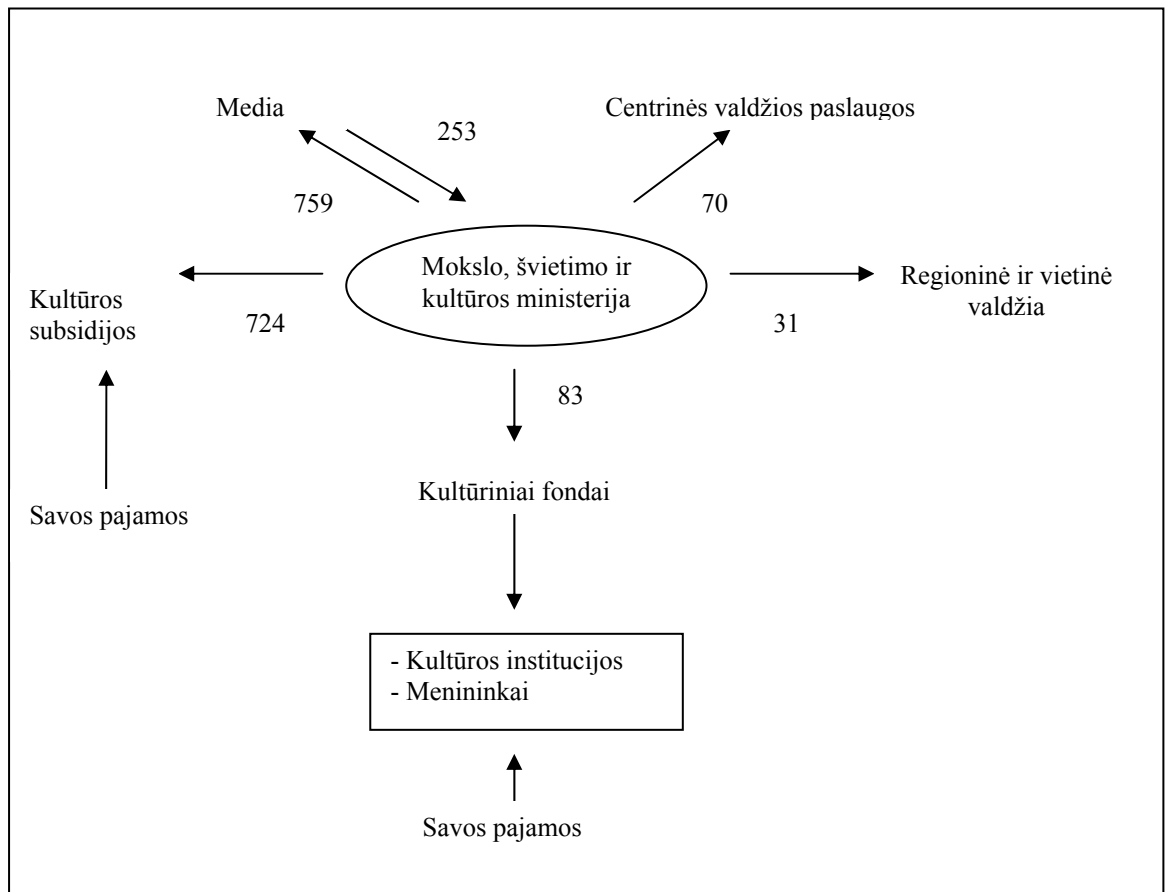 Media
Centrinės valdžios paslaugos
253
759
70
Mokslo, švietimo ir
kultūros ministerija
Regioninė ir vietinė
valdžia
Kultūros
subsidijos
724
31
83
Kultūriniai fondai
Savos pajamos
- Kultūros institucijos
- Menininkai
Savos pajamos